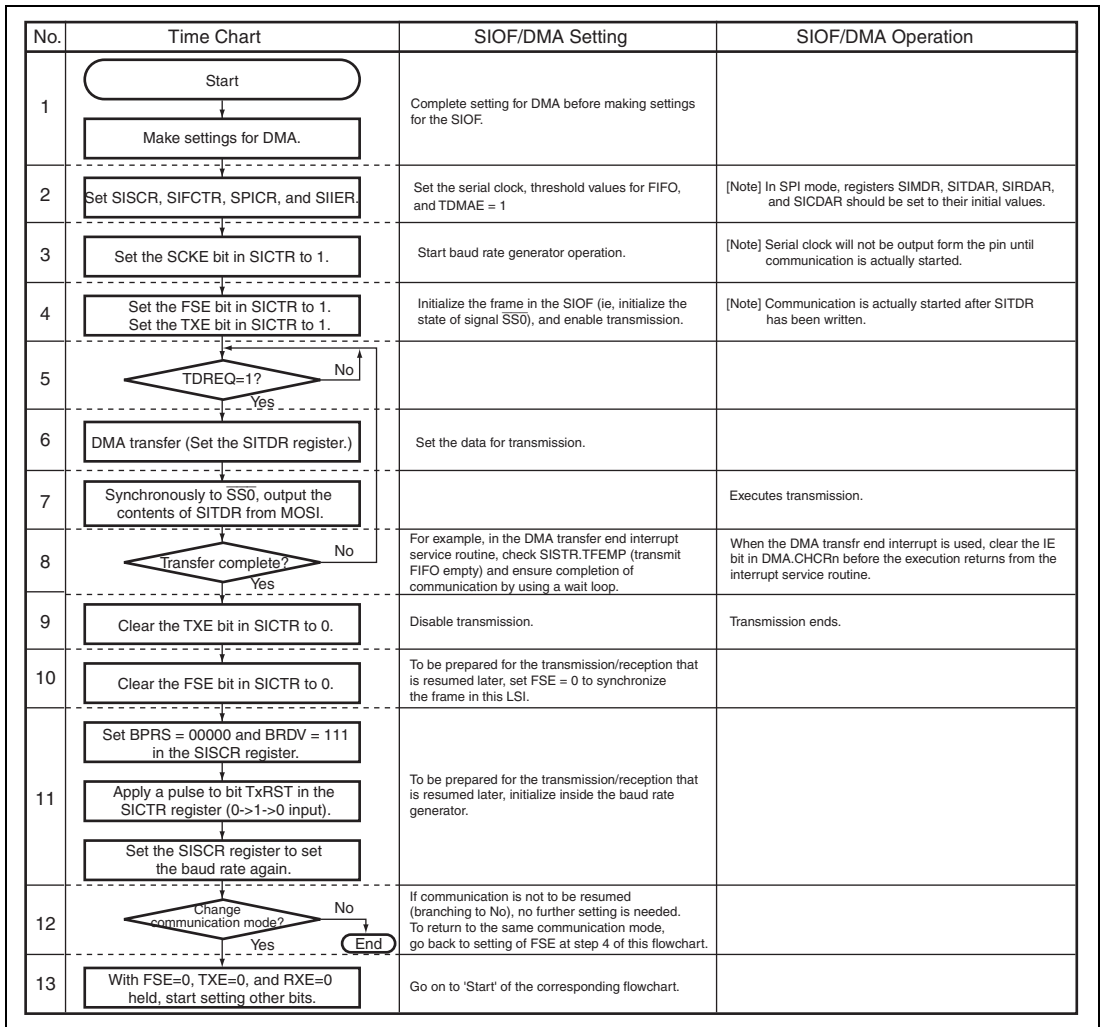 No.
Time Chart
SIOF/DMA Setting
SIOF/DMA Operation
1
Start
Make settings for DMA.
Complete setting for DMA before making settings
for the SIOF.
2
Set SISCR, SIFCTR, SPICR, and SIIER.
Set the serial clock, threshold values for FIFO,
and TDMAE = 1
[Note] In SPI mode, registers SIMDR, SITDAR, SIRDAR,
and SICDAR should be set to their initial values.
3
Set the SCKE bit in SICTR to 1.
Start baud rate generator operation.
[Note] Serial clock will not be output form the pin until
communication is actually started.
4
Set the FSE bit in SICTR to 1.
Set the TXE bit in SICTR to 1.
Initialize the frame in the SIOF (ie, initialize the
state of signal SS0), and enable transmission.
[Note] Communication is actually started after SITDR
has been written.
5
TDREQ=1?
No
Yes
6
DMA transfer (Set the SITDR register.)
Set the data for transmission.
7
Synchronously to SS0, output the
contents of SITDR from MOSI.
Executes transmission.
8
Transfer complete?
No
Yes
For example, in the DMA transfer end interrupt
service routine, check SISTR.TFEMP (transmit
FIFO empty) and ensure completion of
communication by using a wait loop.
When the DMA transfr end interrupt is used, clear the IE
bit in DMA.CHCRn before the execution returns from the
interrupt service routine.
9
Clear the TXE bit in SICTR to 0.
Disable transmission.
Transmission ends.
10
Clear the FSE bit in SICTR to 0.
To be prepared for the transmission/reception that
is resumed later, set FSE = 0 to synchronize
the frame in this LSI.
11
Set BPRS = 00000 and BRDV = 111
in the SISCR register.
Apply a pulse to bit TxRST in the
SICTR register (0->1->0 input).
Set the SISCR register to set
the baud rate again.
To be prepared for the transmission/reception that
is resumed later, initialize inside the baud rate
generator.
12
Change
communication mode?
No
Yes
End
If communication is not to be resumed
(branching to No), no further setting is needed.
To return to the same communication mode,
go back to setting of FSE at step 4 of this flowchart.
13
With FSE=0, TXE=0, and RXE=0
held, start setting other bits.
Go on to 'Start' of the corresponding flowchart.